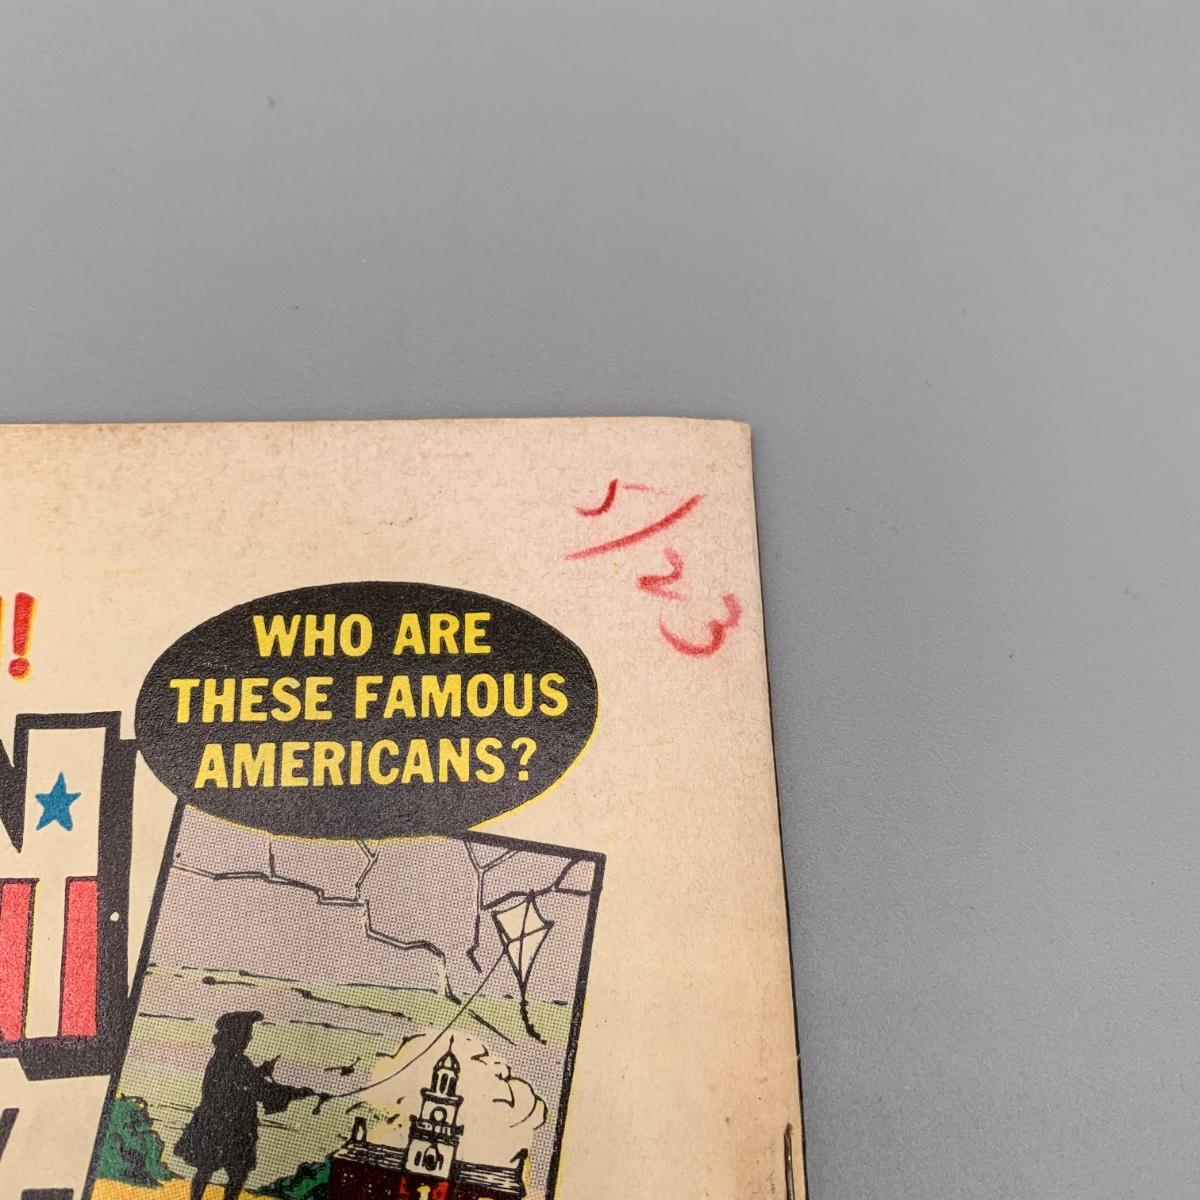 5/23
!!
WHO ARE
THESE FAMOUS
AMERICANS?
N